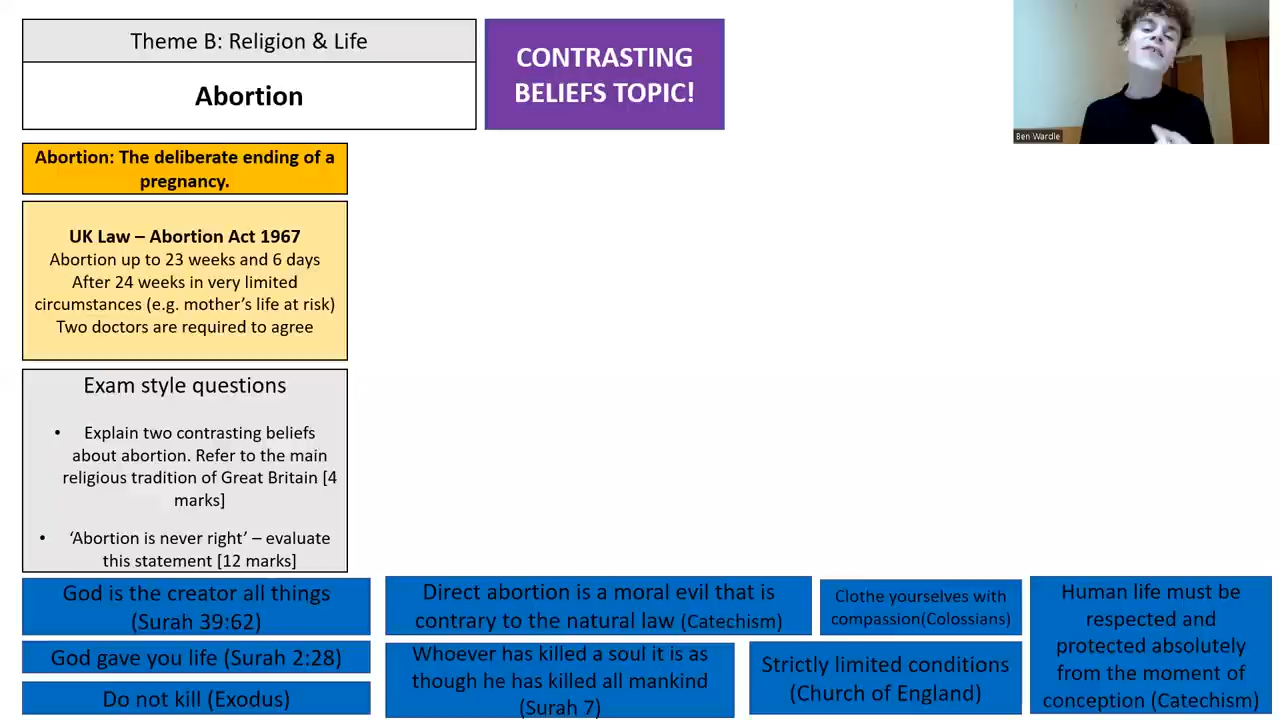 Theme B: Religion & Life
Abortion
CONTRASTING
BELIEFS TOPIC!
Ben Wardle
Abortion: The deliberate ending of a
pregnancy.
UK Law – Abortion Act 1967
Abortion up to 23 weeks and 6 days
After 24 weeks in very limited
circumstances (e.g. mother's life at risk)
Two doctors are required to agree
Exam style questions
• Explain two contrasting beliefs
about abortion. Refer to the main
religious tradition of Great Britain [4
marks]
• 'Abortion is never right' – evaluate
this statement [12 marks]
God is the creator all things
(Surah 39:62)
God gave you life (Surah 2:28)
Do not kill (Exodus)
Direct abortion is a moral evil that is
contrary to the natural law (Catechism)
Whoever has killed a soul it is as
though he has killed all mankind
(Surah 7)
Clothe yourselves with
compassion(Colossians)
Strictly limited conditions
(Church of England)
Human life must be
respected and
protected absolutely
from the moment of
conception (Catechism)